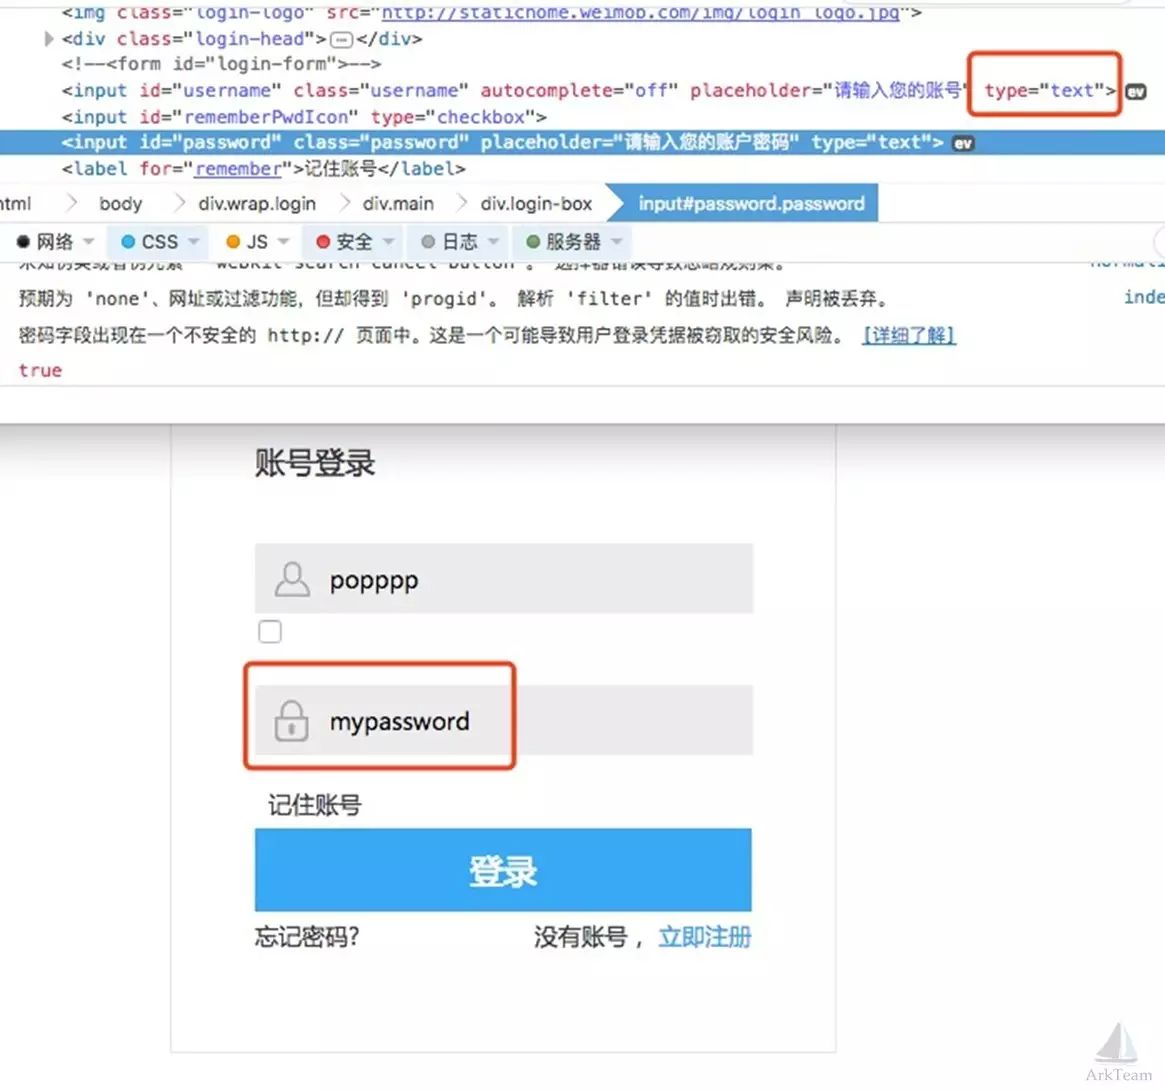 <img class="login-logo" src="http://statichome.weimob.com/img/login_logo.jpg">
<div class="login-head"></div>
<!--<form id="login-form">-->
<input id="username" class="username" autocomplete="off" placeholder="请输入您的账号" type="text"> ev
<input id="rememberPwdIcon" type="checkbox">
<input id="password" class="password" placeholder="请输入您的账户密码" type="text"> ev
<label for="remember">记住账号</label>
html body div.wrap.login div.main div.login-box input#password.password
网络 CSS JS 安全 日志 服务器
预期为 'none'、网址或过滤功能，但却得到 'progid'。 解析 'filter' 的值时出错。 声明被丢弃。 inde
密码字段出现在一个不安全的 http:// 页面中。这是一个可能导致用户登录凭据被窃取的安全风险。 [详细了解]
true
账号登录
popppp
mypassword
记住账号
登录
忘记密码? 没有账号， 立即注册
ArkTeam